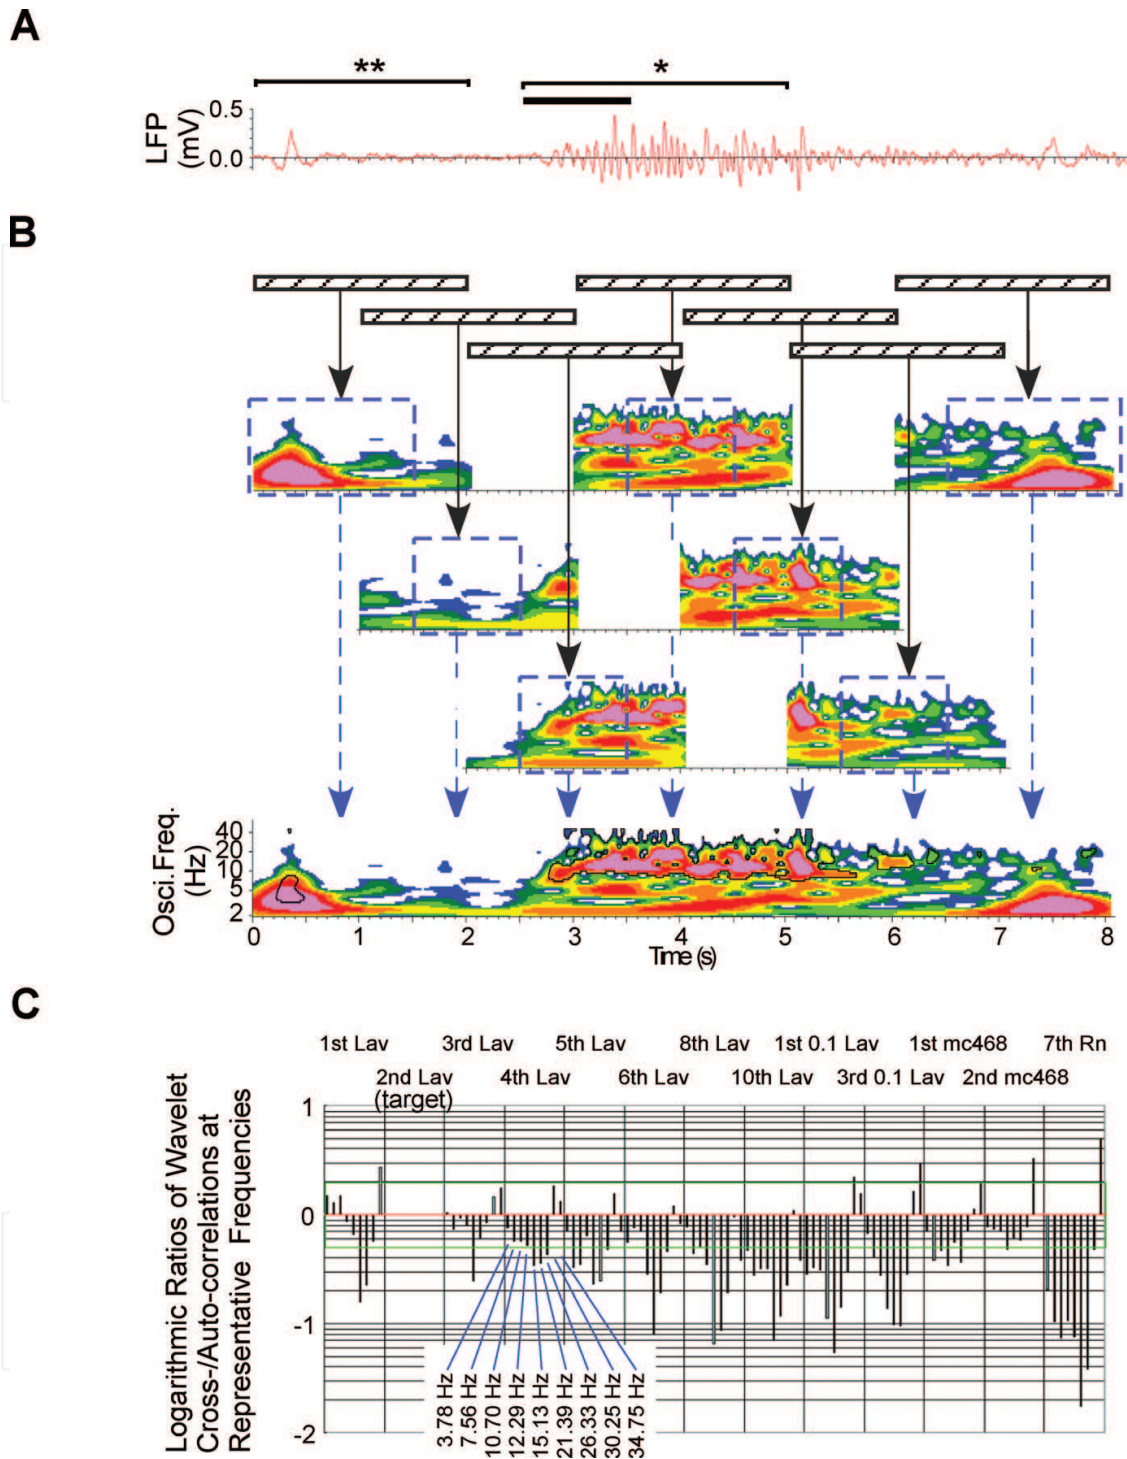 A
**
*
LFP
(mV)
0.5
0.0
B
Osci.Freq.
(Hz)
40
20
10
5
2
0 1 2 3 4 5 6 7 8
Time (s)
C
1st Lav 3rd Lav 5th Lav 8th Lav 1st 0.1 Lav 1st mc468 7th Rn
2nd Lav 4th Lav 6th Lav 10th Lav 3rd 0.1 Lav 2nd mc468
(target)
Logarithmic Ratios of Wavelet
Cross-/Auto-correlations at
Representative Frequencies
1
0
-1
-2
3.78 Hz
7.56 Hz
10.70 Hz
12.29 Hz
15.13 Hz
21.39 Hz
26.33 Hz
30.25 Hz
34.75 Hz